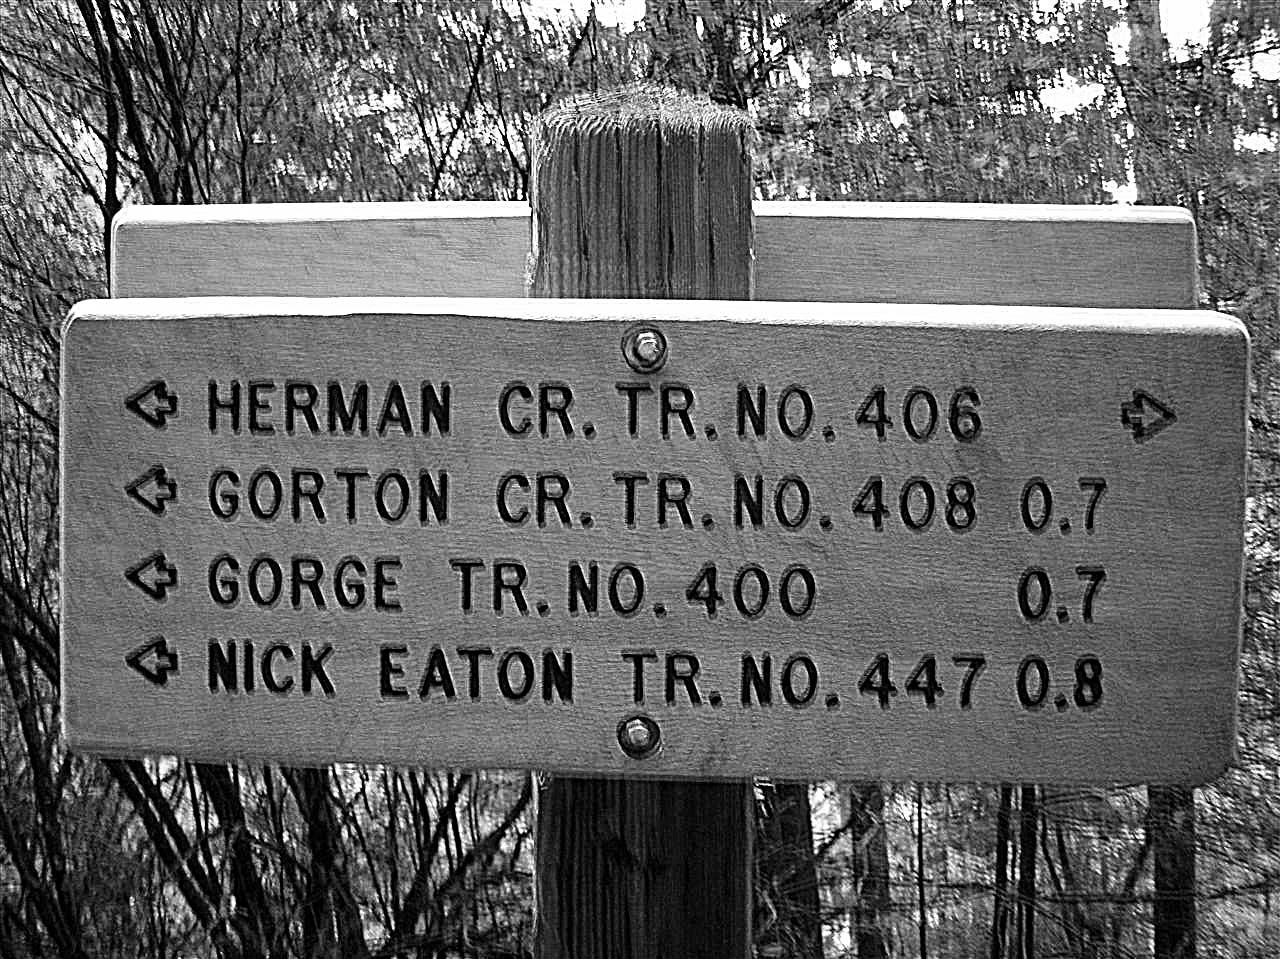 HERMAN CR. TR. NO. 406
GORTON CR. TR. NO. 408 0.7
GORGE TR. NO. 400 0.7
NICK EATON TR. NO. 447 0.8